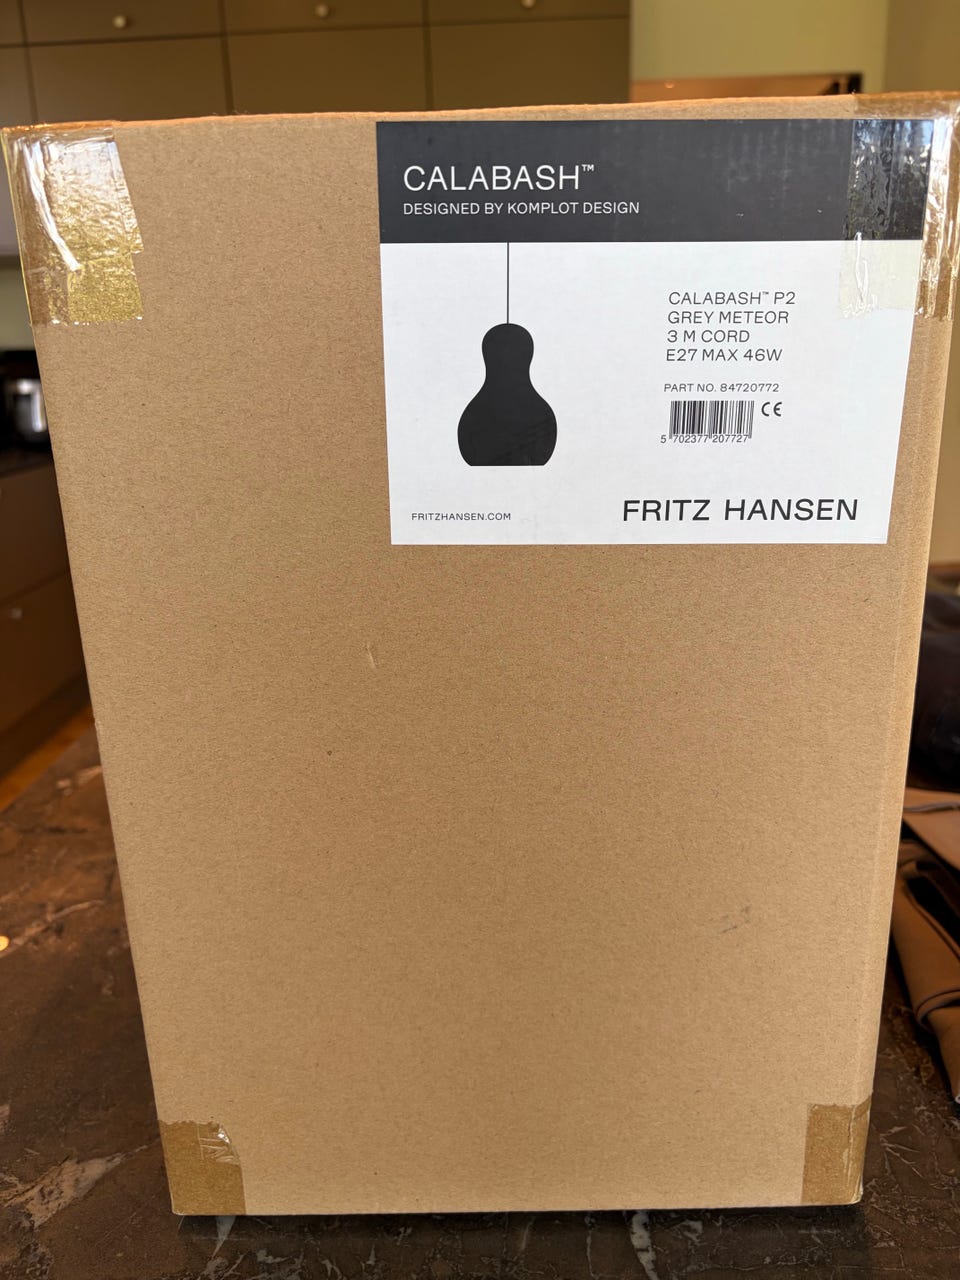 CALABASH™
DESIGNED BY KOMPLOT DESIGN
CALABASH™ P2
GREY METEOR
3 M CORD
E27 MAX 46W
PART NO. 84720772
CE
5 702377 207727
FRITZHANSEN.COM
FRITZ HANSEN